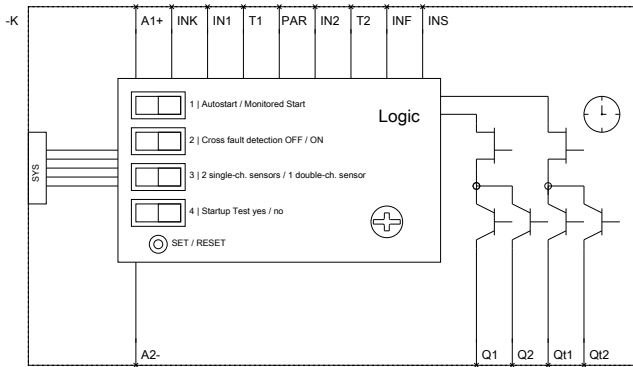 -K
A1+ INK IN1 T1 PAR IN2 T2 INF INS
1 | Autostart / Monitored Start
Logic
2 | Cross fault detection OFF / ON
SYS
3 | 2 single-ch. sensors / 1 double-ch. sensor
4 | Startup Test yes / no
SET / RESET
A2- Q1 Q2 Qt1 Qt2